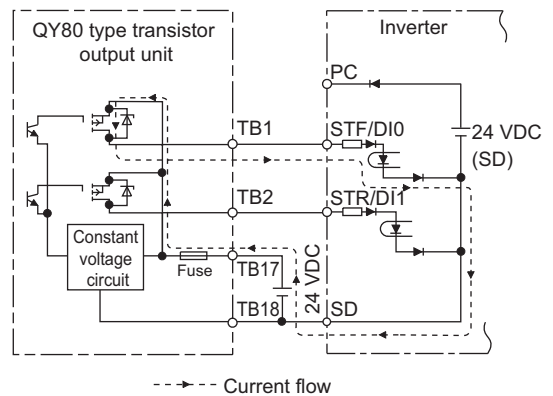 QY80 type transistor
output unit
Inverter
PC
24 VDC
(SD)
TB1
STF/DI0
TB2
STR/DI1
Constant
voltage
circuit
Fuse
TB17
24 VDC
TB18
SD
Current flow